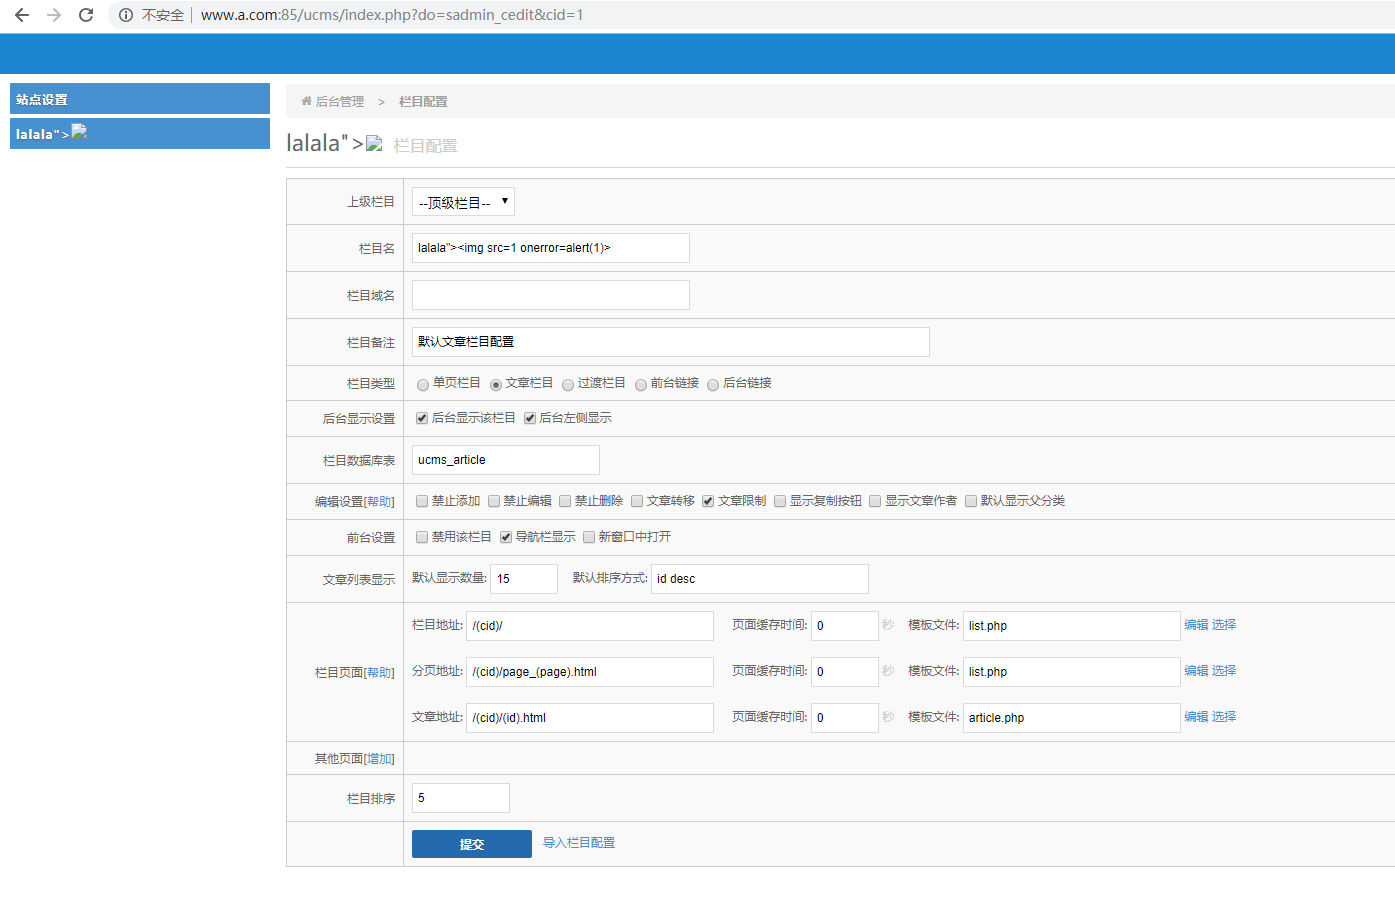 不安全 www.a.com:85/ucms/index.php?do=sadmin_cedit&cid=1
站点设置
lalala">
后台管理 > 栏目配置
lalala"> 栏目配置
上级栏目 --顶级栏目--
栏目名 lalala"><img src=1 onerror=alert(1)>
栏目域名
栏目备注 默认文章栏目配置
栏目类型 单页栏目 文章栏目 过渡栏目 前台链接 后台链接
后台显示设置 后台显示该栏目 后台左侧显示
栏目数据库表 ucms_article
编辑设置[帮助] 禁止添加 禁止编辑 禁止删除 文章转移 文章限制 显示复制按钮 显示文章作者 默认显示父分类
前台设置 禁用该栏目 导航栏显示 新窗口中打开
文章列表显示 默认显示数量: 15 默认排序方式: id desc
栏目地址: /(cid)/ 页面缓存时间: 0 秒 模板文件: list.php 编辑 选择
栏目页面[帮助] 分页地址: /(cid)/page_(page).html 页面缓存时间: 0 秒 模板文件: list.php 编辑 选择
文章地址: /(cid)/(id).html 页面缓存时间: 0 秒 模板文件: article.php 编辑 选择
其他页面[增加]
栏目排序 5
提交 导入栏目配置